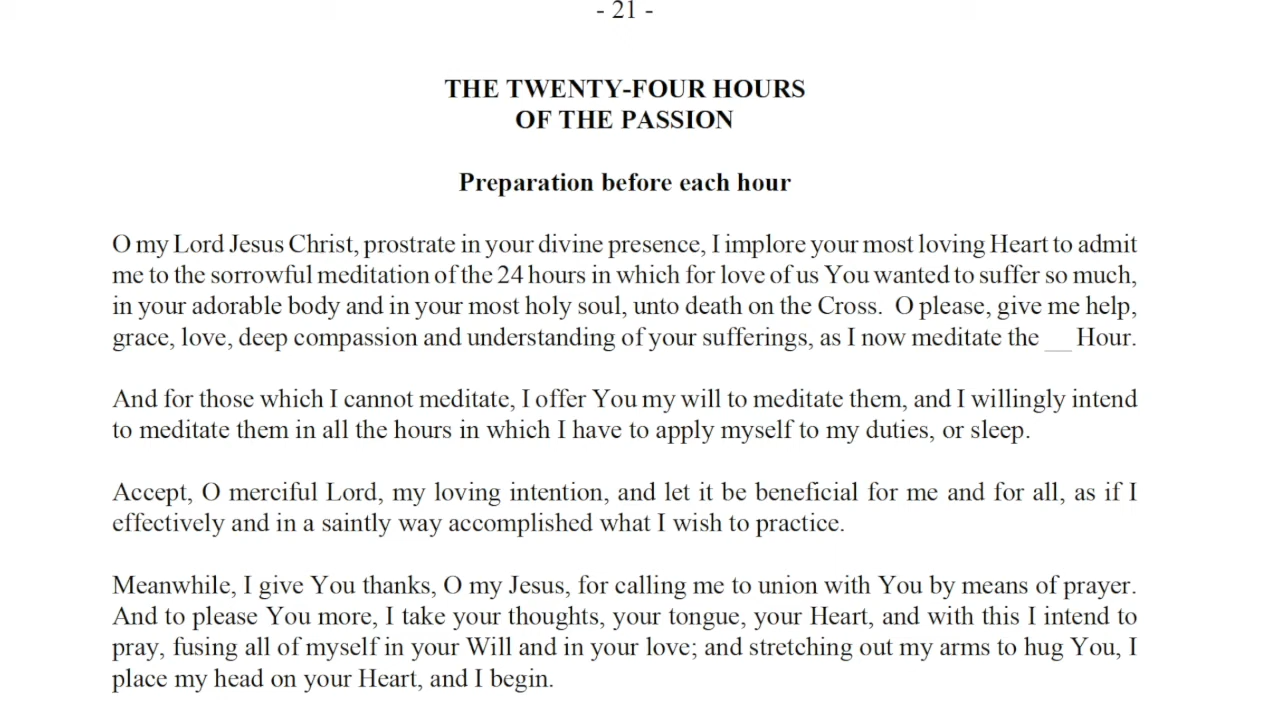 - 21 -
THE TWENTY-FOUR HOURS
OF THE PASSION
Preparation before each hour
O my Lord Jesus Christ, prostrate in your divine presence, I implore your most loving Heart to admit
me to the sorrowful meditation of the 24 hours in which for love of us You wanted to suffer so much,
in your adorable body and in your most holy soul, unto death on the Cross. O please, give me help,
grace, love, deep compassion and understanding of your sufferings, as I now meditate the __ Hour.
And for those which I cannot meditate, I offer You my will to meditate them, and I willingly intend
to meditate them in all the hours in which I have to apply myself to my duties, or sleep.
Accept, O merciful Lord, my loving intention, and let it be beneficial for me and for all, as if I
effectively and in a saintly way accomplished what I wish to practice.
Meanwhile, I give You thanks, O my Jesus, for calling me to union with You by means of prayer.
And to please You more, I take your thoughts, your tongue, your Heart, and with this I intend to
pray, fusing all of myself in your Will and in your love; and stretching out my arms to hug You, I
place my head on your Heart, and I begin.